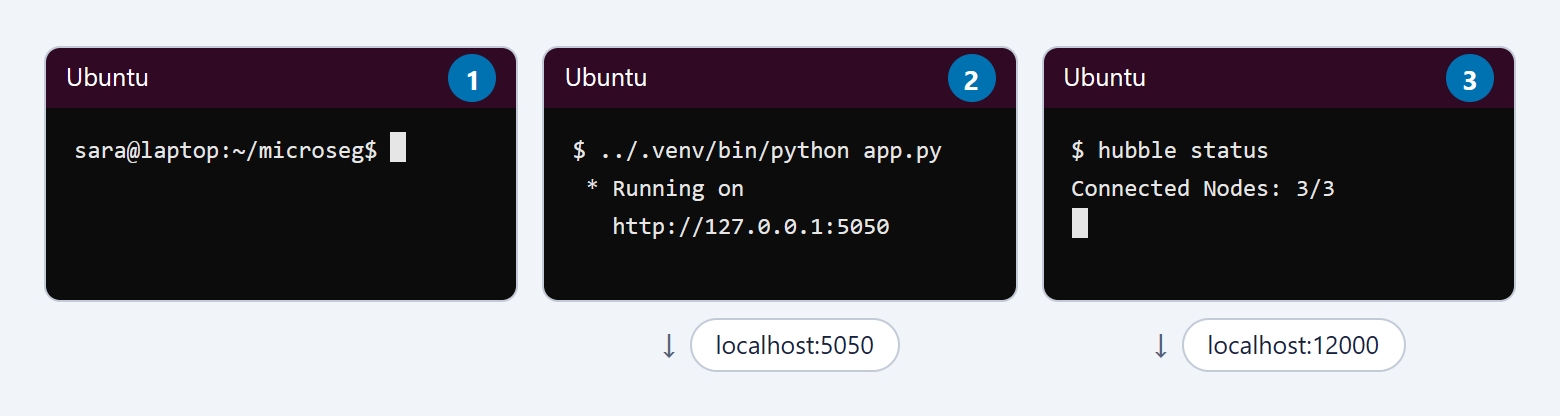 Ubuntu
1
sara@laptop:~/microseg$
Ubuntu
2
$ ../.venv/bin/python app.py
* Running on
http://127.0.0.1:5050
↓ localhost:5050
Ubuntu
3
$ hubble status
Connected Nodes: 3/3
↓ localhost:12000